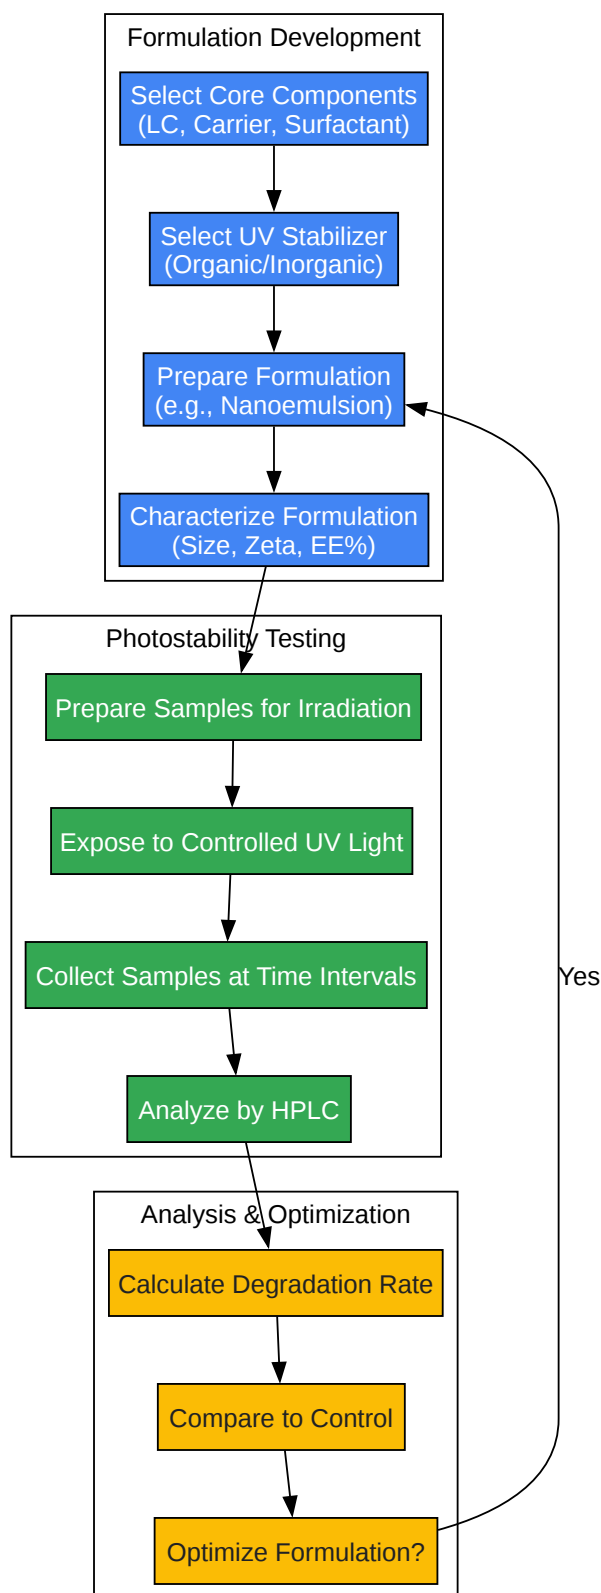 Formulation Development
Select Core Components
(LC, Carrier, Surfactant)
Select UV Stabilizer
(Organic/Inorganic)
Prepare Formulation
(e.g., Nanoemulsion)
Characterize Formulation
(Size, Zeta, EE%)
Photostability Testing
Prepare Samples for Irradiation
Expose to Controlled UV Light
Collect Samples at Time Intervals
Yes
Analyze by HPLC
Analysis & Optimization
Calculate Degradation Rate
Compare to Control
Optimize Formulation?